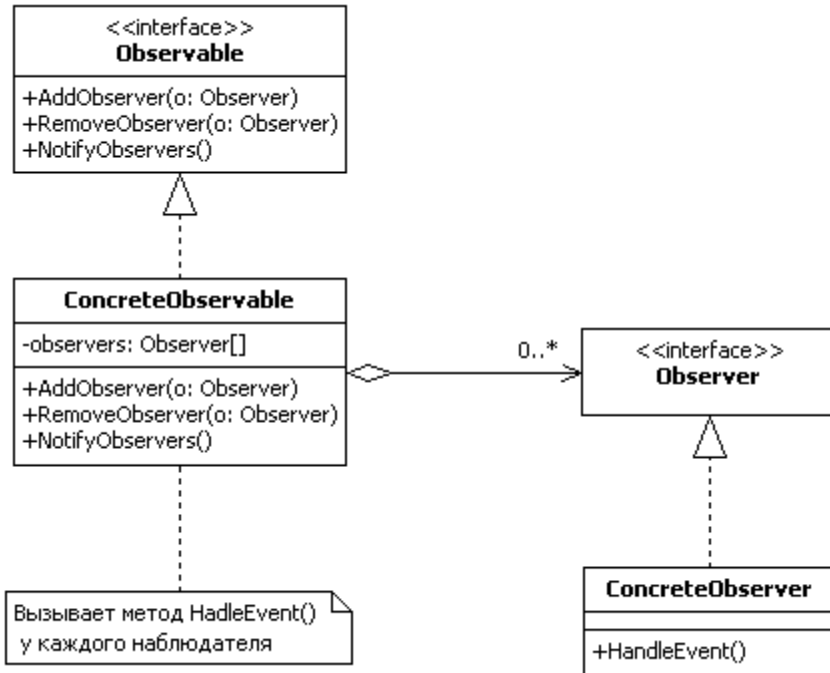 <<interface>>
Observable
+AddObserver(o: Observer)
+RemoveObserver(o: Observer)
+NotifyObservers()
ConcreteObservable
-observers: Observer[]
+AddObserver(o: Observer)
+RemoveObserver(o: Observer)
+NotifyObservers()
0..*
<<interface>>
Observer
Вызывает метод HadleEvent()
у каждого наблюдателя
ConcreteObserver
+HandleEvent()